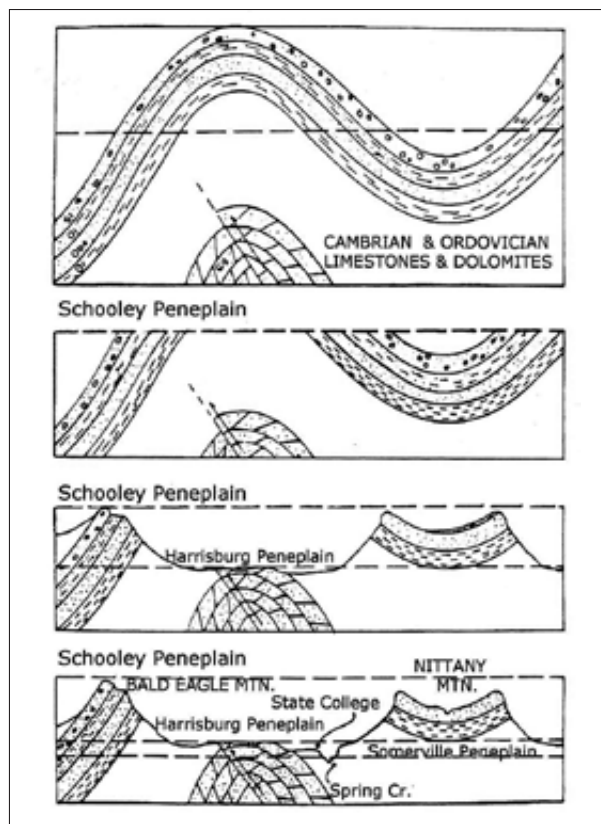 CAMBRIAN & ORDOVICIAN
LIMESTONES & DOLOMITES
Schooley Peneplain
Schooley Peneplain
Harrisburg Peneplain
Schooley Peneplain
BALD EAGLE MTN.
NITTANY
MTN.
State College
Harrisburg Peneplain
Somerville Peneplain
Spring Cr.